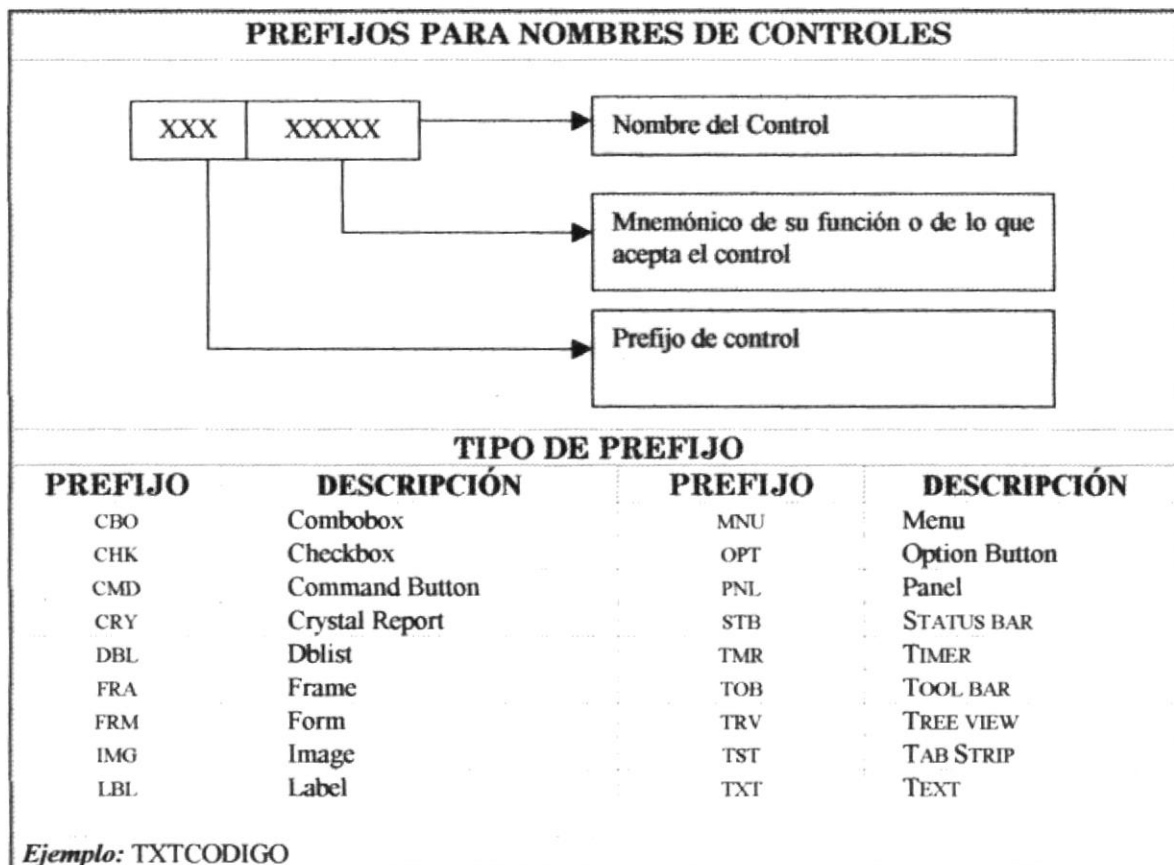 PREFIJOS PARA NOMBRES DE CONTROLES
XXX XXXXX
Nombre del Control
Mnemónico de su función o de lo que
acepta el control
Prefijo de control
TIPO DE PREFIJO
PREFIJO DESCRIPCIÓN PREFIJO DESCRIPCIÓN
CBO Combobox MNU Menu
CHK Checkbox OPT Option Button
CMD Command Button PNL Panel
CRY Crystal Report STB STATUS BAR
DBL Dblist TMR TIMER
FRA Frame TOB TOOL BAR
FRM Form TRV TREE VIEW
IMG Image TST TAB STRIP
LBL Label TXT TEXT
Ejemplo: TXTCODIGO